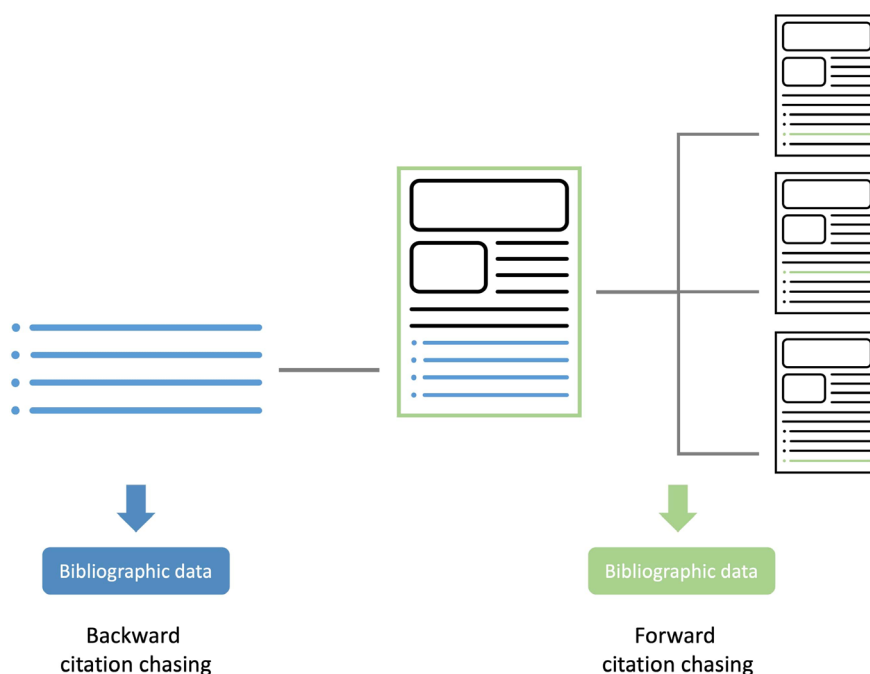 Bibliographic data
Backward
citation chasing
Bibliographic data
Forward
citation chasing